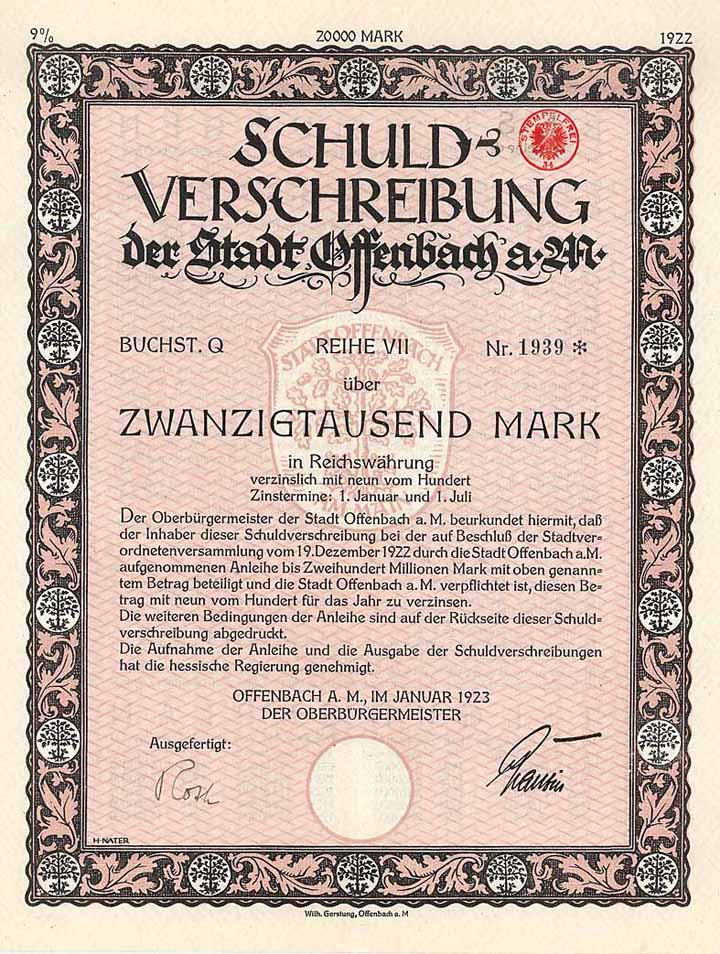 9% 20000 MARK 1922
SCHULD-
STEMPELFREI
VERSCHREIBUNG
der Stadt Offenbach a.M.
BUCHST. Q REIHE VII Nr. 1939 *
STADT OFFENBACH
über
ZWANZIGTAUSEND MARK
in Reichswährung
verzinslich mit neun vom Hundert
Zinstermine: 1. Januar und 1. Juli
AM MAIN
Der Oberbürgermeister der Stadt Offenbach a. M. beurkundet hiermit, daß
der Inhaber dieser Schuldverschreibung bei der auf Beschluß der Stadtver-
ordnetenversammlung vom 19. Dezember 1922 durch die Stadt Offenbach a.M.
aufgenommenen Anleihe bis Zweihundert Millionen Mark mit oben genann-
tem Betrag beteiligt und die Stadt Offenbach a. M. verpflichtet ist, diesen Be-
trag mit neun vom Hundert für das Jahr zu verzinsen.
Die weiteren Bedingungen der Anleihe sind auf der Rückseite dieser Schuld-
verschreibung abgedruckt.
Die Aufnahme der Anleihe und die Ausgabe der Schuldverschreibungen
hat die hessische Regierung genehmigt.
OFFENBACH A. M., IM JANUAR 1923
DER OBERBÜRGERMEISTER
Ausgefertigt:
H·NATER
Wilh. Gerstung, Offenbach a. M